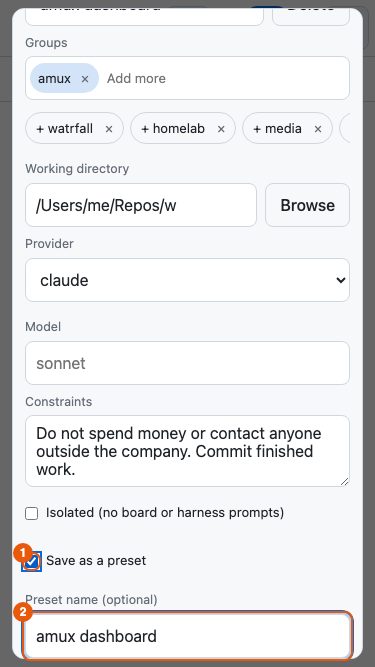 Groups
amux × Add more
+ watrfall × + homelab × + media ×
Working directory
/Users/me/Repos/w Browse
Provider
claude
Model
sonnet
Constraints
Do not spend money or contact anyone
outside the company. Commit finished
work.
Isolated (no board or harness prompts)
1
Save as a preset
Preset name (optional)
2
amux dashboard